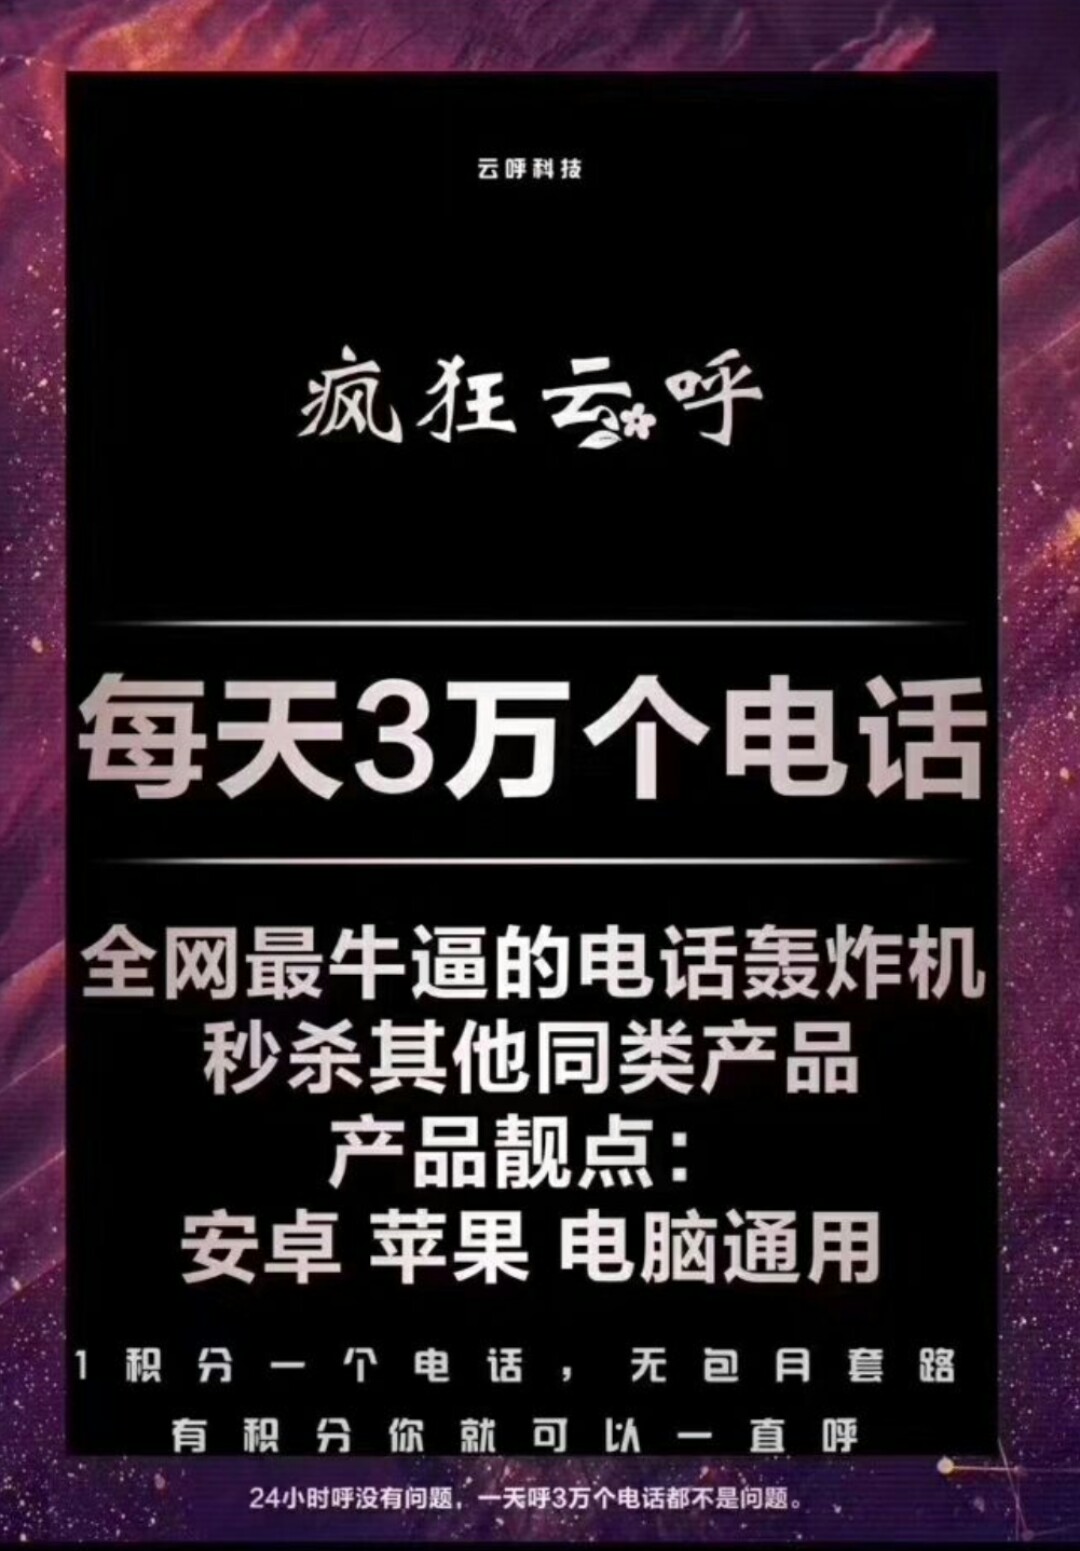 云呼科技
疯狂云呼
每天3万个电话
全网最牛逼的电话轰炸机
秒杀其他同类产品
产品靓点：
安卓 苹果 电脑通用
1积分一个电话，无包月套路
有积分你就可以一直呼
24小时呼没有问题，一天呼3万个电话都不是问题。